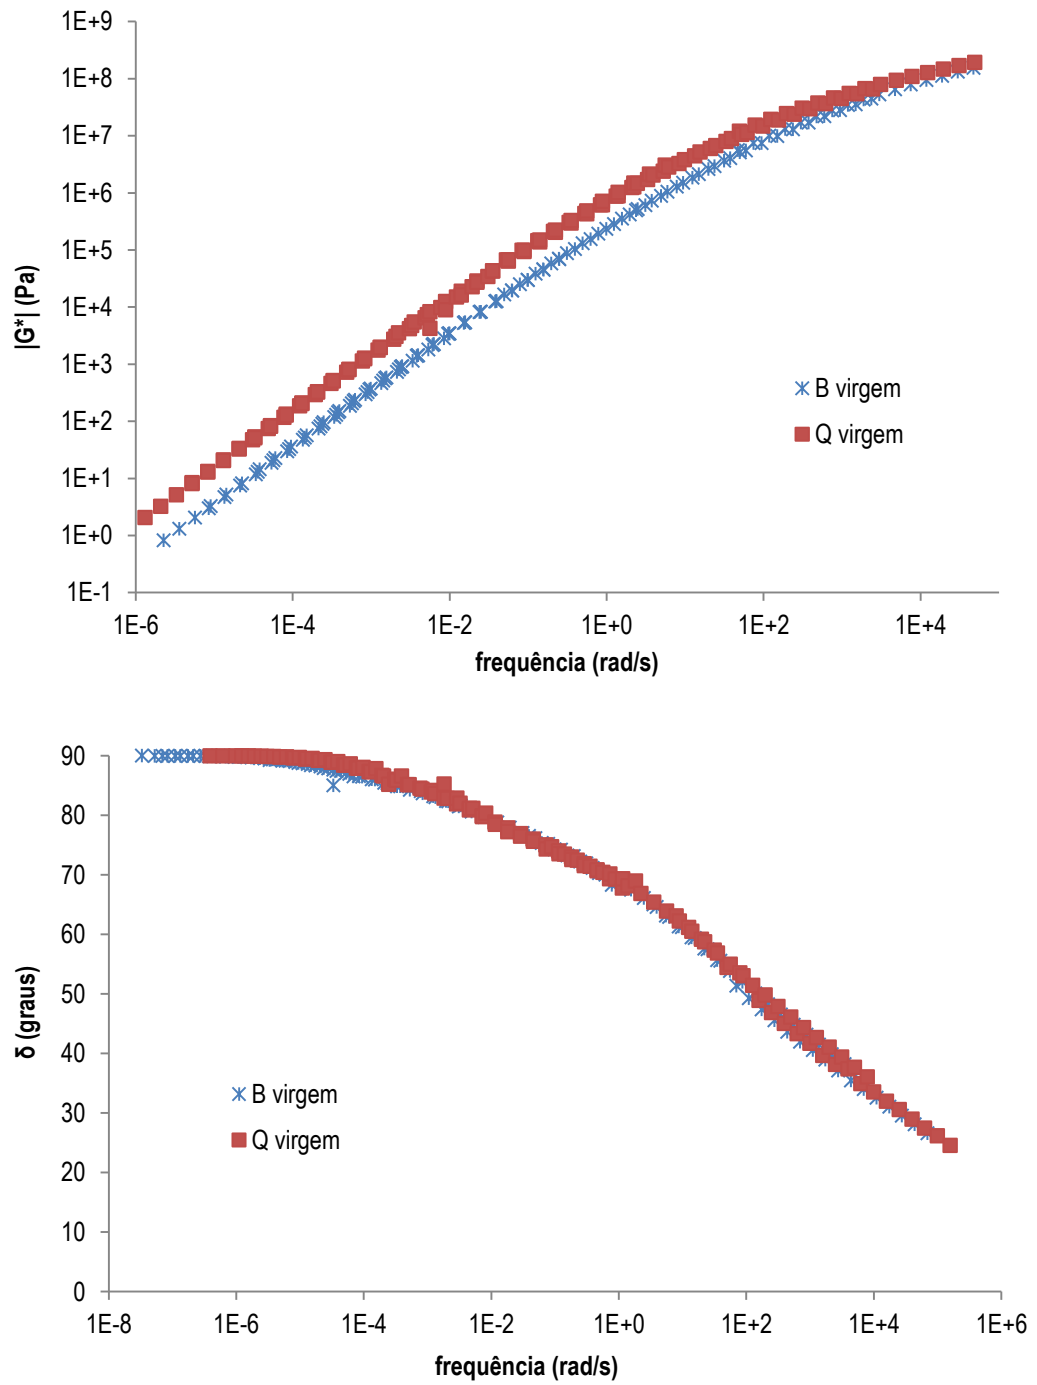 1E+9
1E+8
1E+7
1E+6
1E+5
1E+4
1E+3
1E+2
1E+1
1E+0
1E-1
|G*| (Pa)
B virgem
Q virgem
1E-6 1E-4 1E-2 1E+0 1E+2 1E+4
frequência (rad/s)
90
80
70
60
50
40
30
20
10
0
δ (graus)
B virgem
Q virgem
1E-8 1E-6 1E-4 1E-2 1E+0 1E+2 1E+4 1E+6
frequência (rad/s)